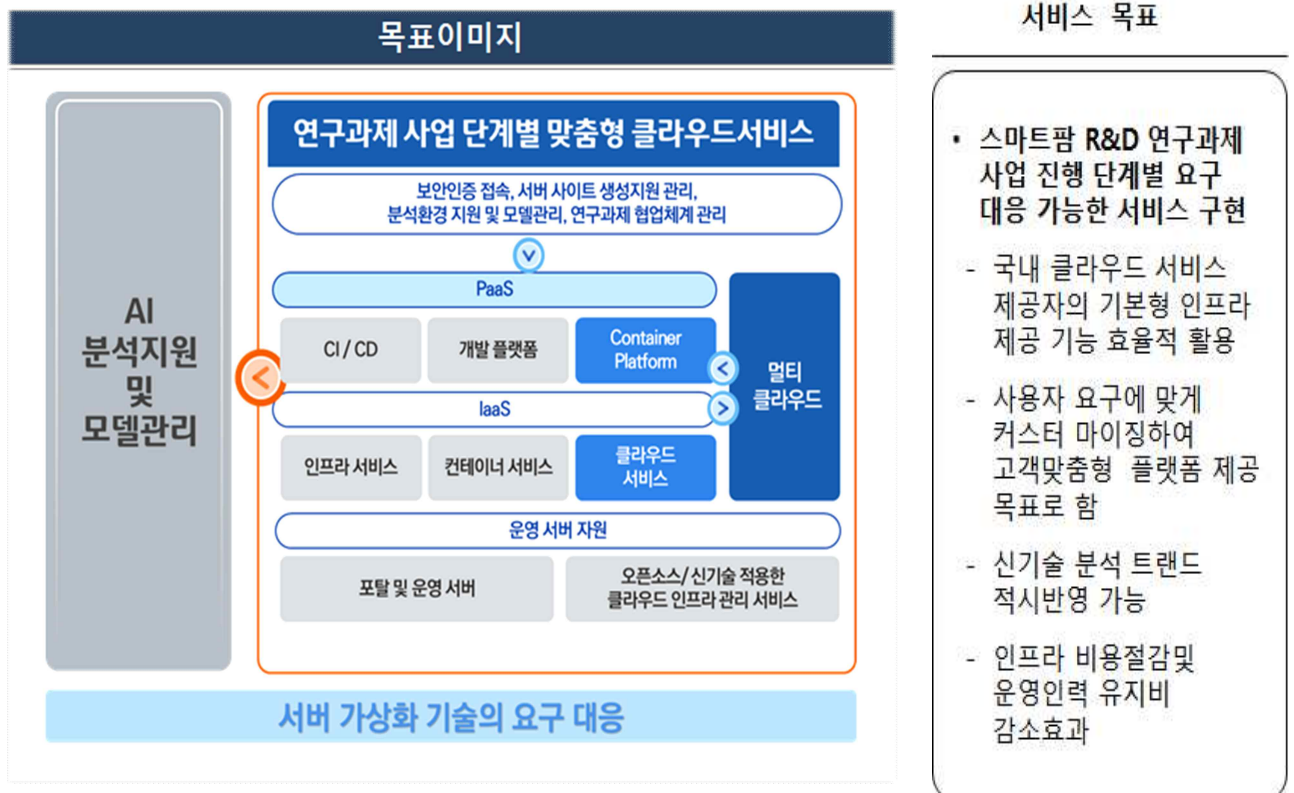 목표이미지
AI
분석지원
및
모델관리
연구과제 사업 단계별 맞춤형 클라우드서비스
보안인증 접속, 서버 사이트 생성지원 관리,
분석환경 지원 및 모델관리, 연구과제 협업체계 관리
PaaS
CI / CD
개발 플랫폼
Container
Platform
멀티
클라우드
IaaS
인프라 서비스
컨테이너 서비스
클라우드
서비스
운영 서버 자원
포탈 및 운영 서버
오픈소스/ 신기술 적용한
클라우드 인프라 관리 서비스
서버 가상화 기술의 요구 대응
서비스 목표
• 스마트팜 R&D 연구과제
사업 진행 단계별 요구
대응 가능한 서비스 구현
- 국내 클라우드 서비스
제공자의 기본형 인프라
제공 기능 효율적 활용
- 사용자 요구에 맞게
커스터 마이징하여
고객맞춤형 플랫폼 제공
목표로 함
- 신기술 분석 트랜드
적시반영 가능
- 인프라 비용절감및
운영인력 유지비
감소효과